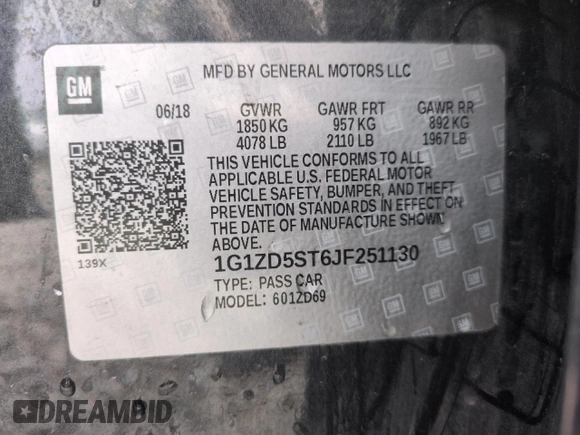 GM
MFD BY GENERAL MOTORS LLC
06/18 GVWR GAWR FRT GAWR RR
1850 KG 957 KG 892 KG
4078 LB 2110 LB 1967 LB
THIS VEHICLE CONFORMS TO ALL
APPLICABLE U.S. FEDERAL MOTOR
VEHICLE SAFETY, BUMPER, AND THEFT
PREVENTION STANDARDS IN EFFECT ON
THE DATE OF MANUFACTURE SHOWN
ABOVE.
139X
1G1ZD5ST6JF251130
TYPE: PASS CAR
MODEL: 601ZD69
DREAMBID